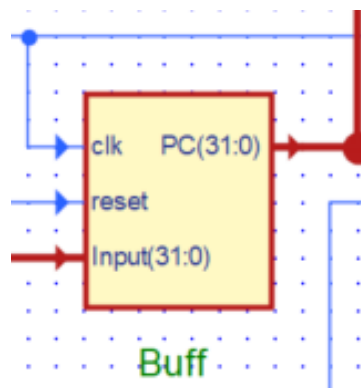 clk PC(31:0)
reset
Input(31:0)
Buff